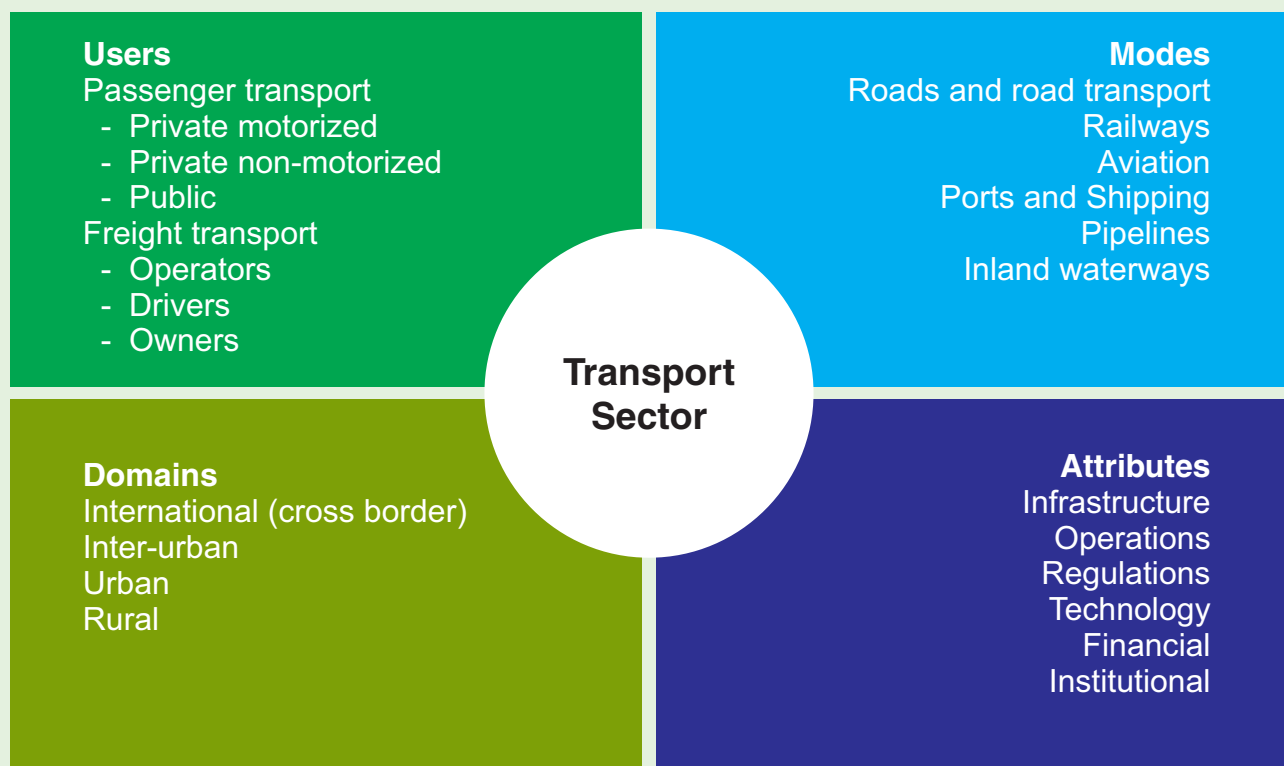 Users
Passenger transport
- Private motorized
- Private non-motorized
- Public
Freight transport
- Operators
- Drivers
- Owners
Modes
Roads and road transport
Railways
Aviation
Ports and Shipping
Pipelines
Inland waterways
Transport
Sector
Domains
International (cross border)
Inter-urban
Urban
Rural
Attributes
Infrastructure
Operations
Regulations
Technology
Financial
Institutional